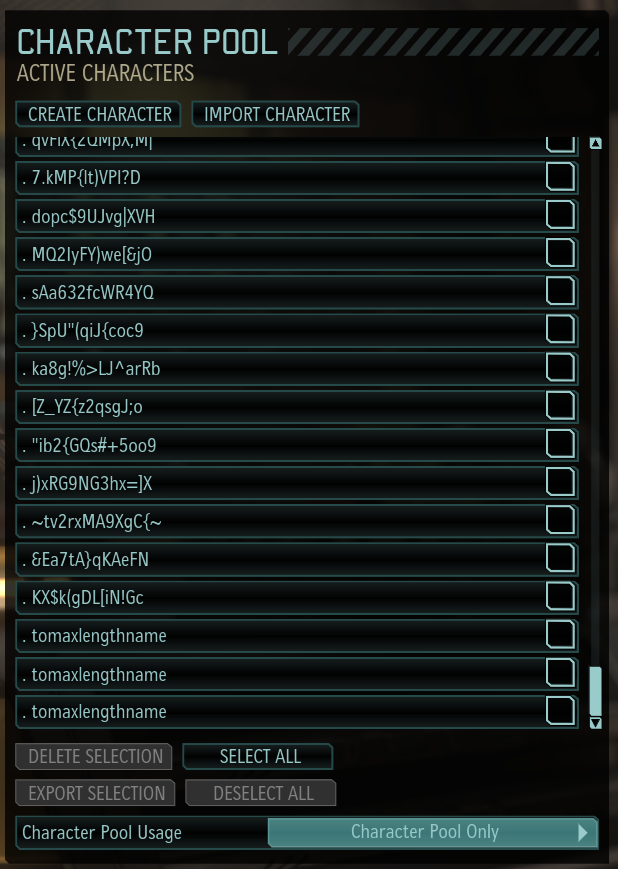 CHARACTER POOL
ACTIVE CHARACTERS
CREATE CHARACTER
IMPORT CHARACTER
. 7.kMP{lt)VPI?D
. dopc$9UJvg|XVH
. MQ2IyFY)we[&jO
. sAa632fcWR4YQ
. }SpU"(qiJ{coc9
. ka8g!%>LJ^arRb
. [Z_YZ{z2qsgJ;o
. "ib2{GQs#+5oo9
. j)xRG9NG3hx=]X
. ~tv2rxMA9XgC{~
. &Ea7tA}qKAeFN
. KX$k(gDL[iN!Gc
. tomaxlengthname
. tomaxlengthname
. tomaxlengthname
DELETE SELECTION
SELECT ALL
EXPORT SELECTION
DESELECT ALL
Character Pool Usage
Character Pool Only